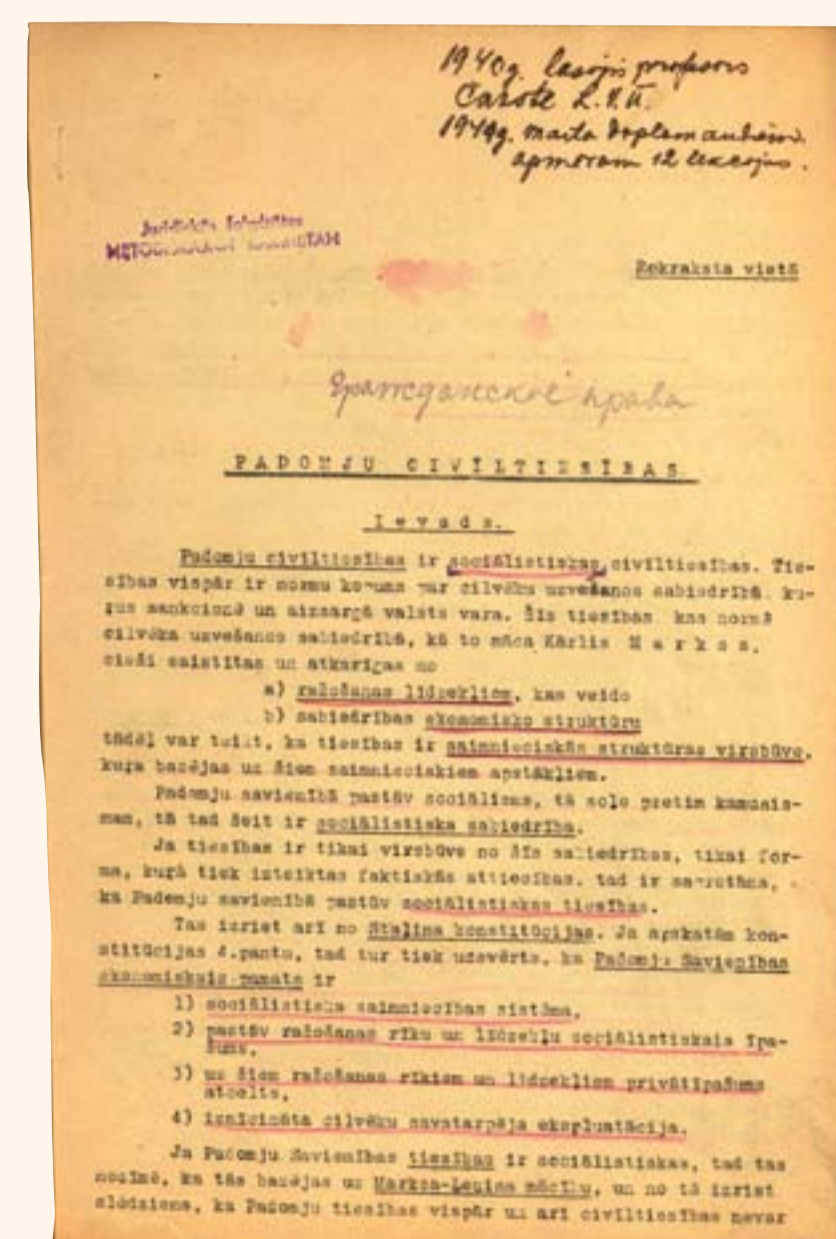 1940g. lasījis profesors
L.V.U.
1949g. marta
apmēram 12 lekcijas.
Juridiskās fakultātes
METODISKAJAM KABINETAM
Rokraksta vietā
Гражданское право
PADOMJU CIVILTIESĪBAS
Ievads.
Padomju civiltiesības ir sociālistiskas civiltiesības. Tie-
sības vispār ir normu kopums par cilvēku uzvešanos sabiedrībā, ku-
rus sankcionē un aizsargā valsts vara. Šīs tiesības, kas normē
cilvēka uzvešanos sabiedrībā, kā to māca Kārlis Markss,
cieši saistītas un atkarīgas no
a) ražošanas līdzekļiem, kas veido
b) sabiedrības ekonomisko struktūru
tādēļ var teikt, ka tiesības ir saimnieciskās struktūras virsbūve,
kura bazējas uz šiem saimnieciskiem apstākļiem.
Padomju savienībā pastāv sociālisms, tā soļo pretim komunis-
mam, tā tad šeit ir sociālistiska sabiedrība.
Ja tiesības ir tikai virsbūve no šīs sabiedrības, tikai for-
ma, kurā tiek izteiktas faktiskās attiecības, tad ir saprotāms,
ka Padomju savienībā pastāv sociālistiskas tiesības.
Tas izriet arī no Staļina konstitūcijas. Ja apskatām kon-
stitūcijas 4.pantu, tad tur tiek uzsvērts, ka Padomju Savienības
ekonomiskais pamats ir
1) sociālistiska saimniecības sistēma,
2) pastāv ražošanas rīku un līdzekļu sociālistiskais īpa-
šums,
3) uz šiem ražošanas rīkiem un līdzekļiem privātīpašums
atcelts,
4) iznīcināta cilvēku savstarpēja ekspluatācija.
Ja Padomju Savienības tiesības ir sociālistiskas, tad tas
nozīmē, ka tās bazējas uz Marksa-Ļeņina mācību, un no tā izriet
slēdziens, ka Padomju tiesības vispār un arī civiltiesības nevar